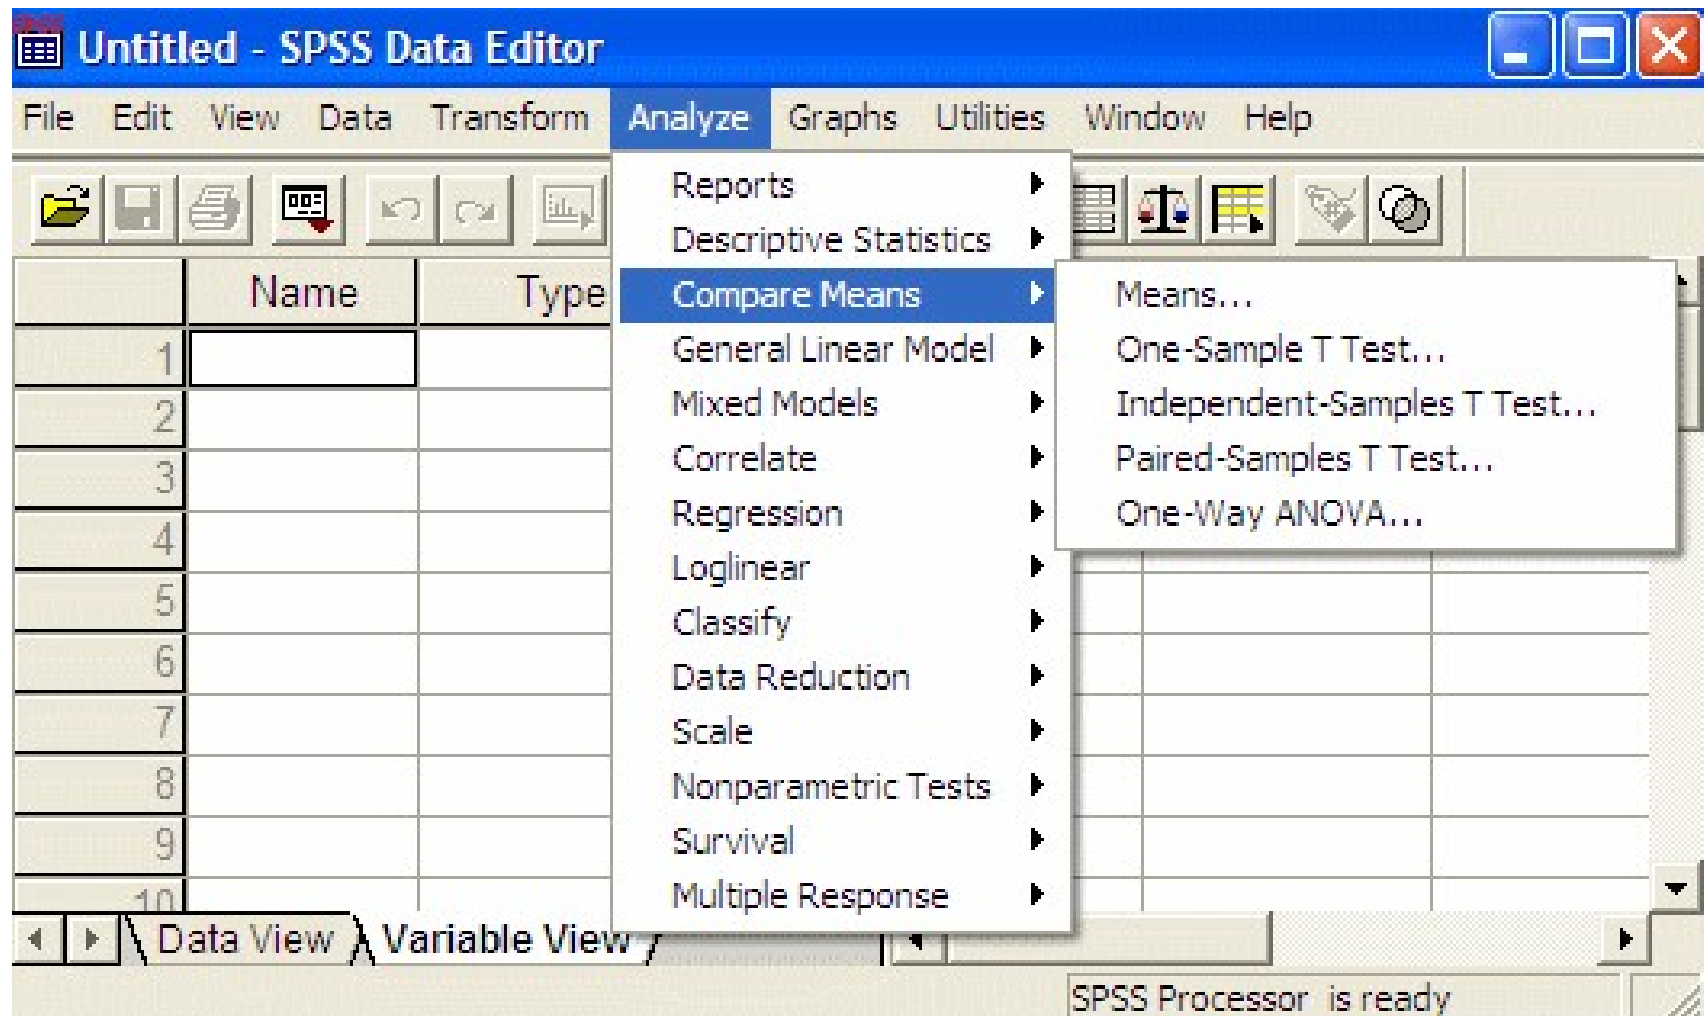 Untitled - SPSS Data Editor
File Edit View Data Transform Analyze Graphs Utilities Window Help
Reports
Descriptive Statistics
Compare Means
General Linear Model
Mixed Models
Correlate
Regression
Loglinear
Classify
Data Reduction
Scale
Nonparametric Tests
Survival
Multiple Response
Means...
One-Sample T Test...
Independent-Samples T Test...
Paired-Samples T Test...
One-Way ANOVA...
Name Type
1
2
3
4
5
6
7
8
9
10
Data View Variable View
SPSS Processor is ready